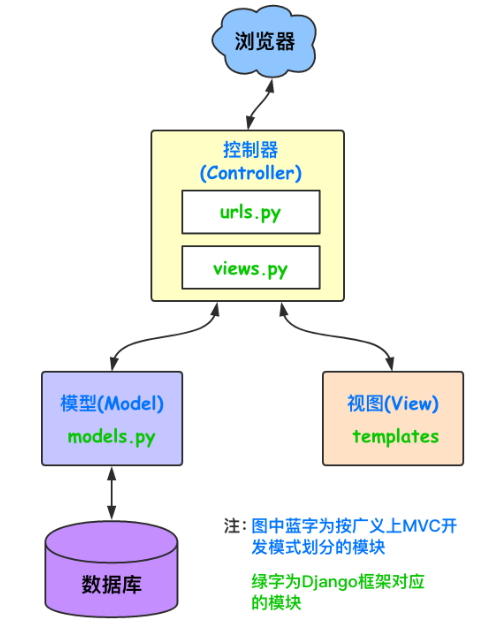 浏览器
控制器
(Controller)
urls.py
views.py
模型(Model)
models.py
视图(View)
templates
数据库
注：图中蓝字为按广义上MVC开
发模式划分的模块
绿字为Django框架对应
的模块